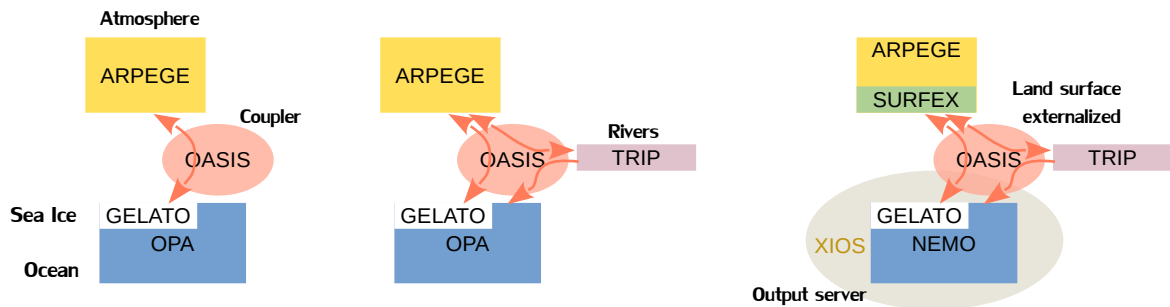 Atmosphere
ARPEGE
Coupler
OASIS
Sea Ice
GELATO
OPA
Ocean
ARPEGE
Rivers
OASIS
TRIP
GELATO
OPA
ARPEGE
SURFEX
Land surface
externalized
OASIS
TRIP
GELATO
XIOS
NEMO
Output server